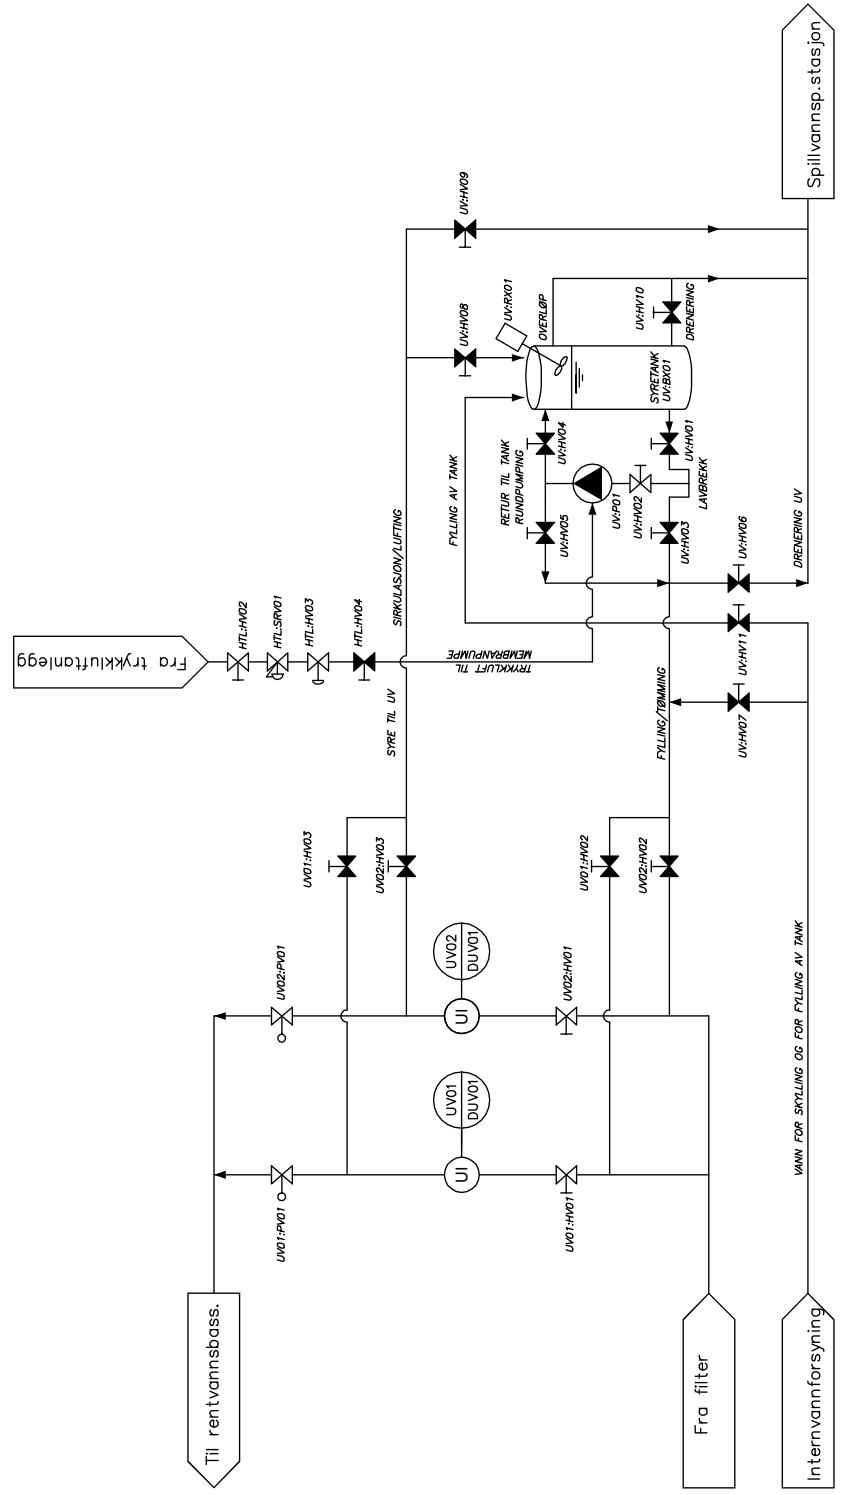 Spillvannsp.stasjon
UV:HV09
UV:HV08
UV:RX01
OVERLØP
UV:HV10
DRENERING
SYRETANK
UV:BX01
UV:HV04
UV:HV01
RETUR TIL TANK
RUNDPUMPING
FYLLING AV TANK
UV:P01
UV:HV02
LAVBREKK
UV:HV05
UV:HV03
UV:HV06
DRENERING UV
SIRKULASJON/LUFTING
Fra trykkluftanlegg
HTL:HV02
HTL:SRV01
HTL:HV03
HTL:HV04
TRYKKLUFT TIL
MEMBRANPUMPE
UV:HV11
UV:HV07
SYRE TIL UV
FYLLING/TØMMING
UV01:HV03
UV02:HV03
UV01:HV02
UV02:HV02
UV02:PV01
UV02
DUV01
UI
UV02:HV01
VANN FOR SKYLLING OG FOR FYLLING AV TANK
UV01
DUV01
UI
UV01:PV01
UV01:HV01
Til rentvannsbass.
Fra filter
Internvannforsyning